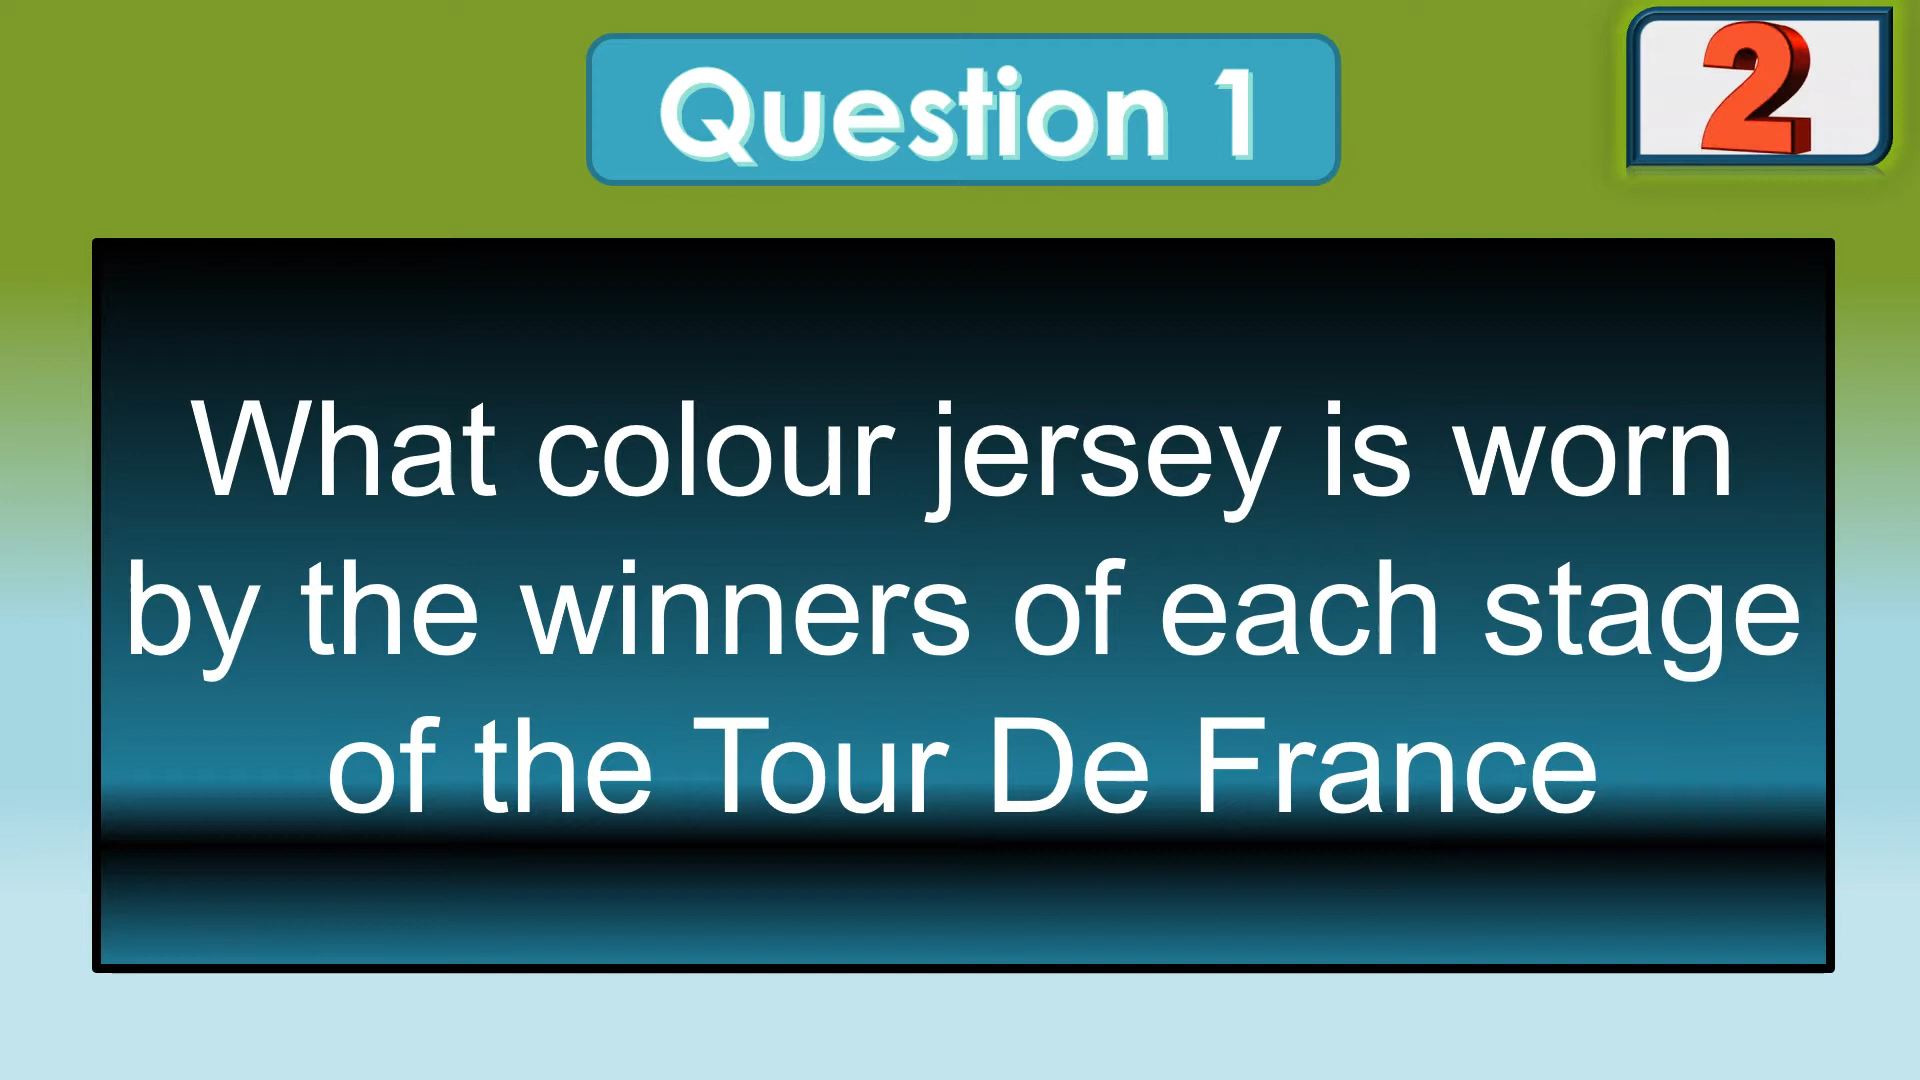 Question 1
2
What colour jersey is worn
by the winners of each stage
of the Tour De France